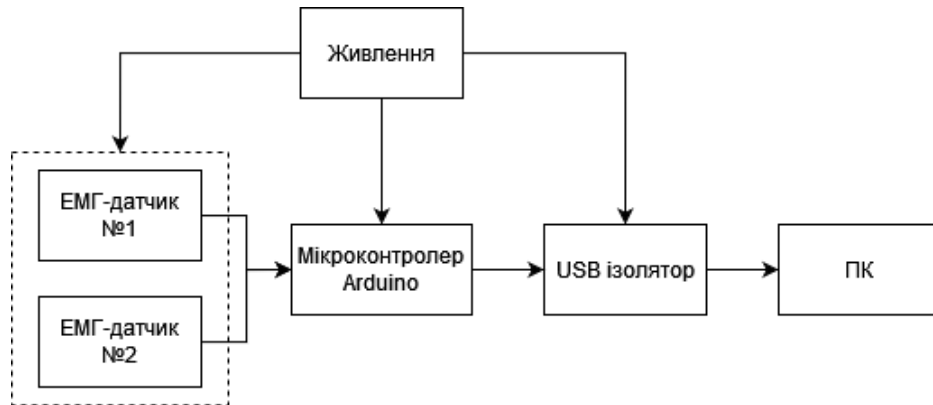 Живлення
ЕМГ-датчик
№1
ЕМГ-датчик
№2
Мікроконтролер
Arduino
USB ізолятор
ПК